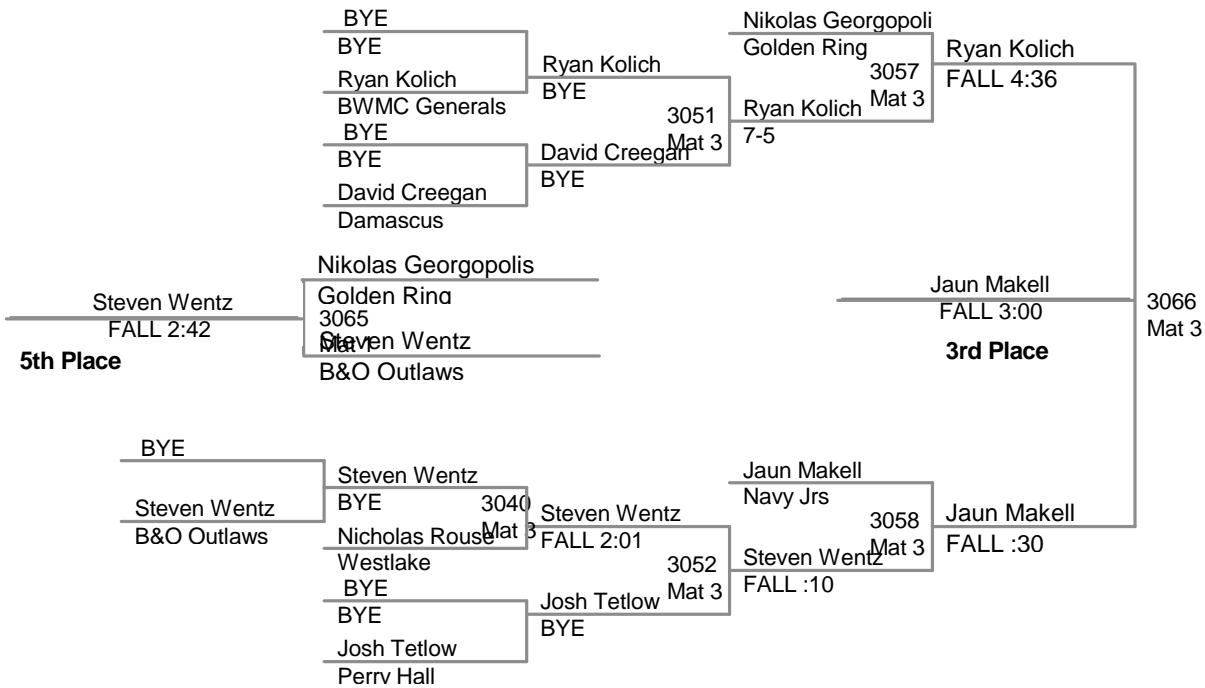 BYE
BYE
Ryan Kolich
BWMC Generals
BYE
BYE
David Creegan
Damascus
Ryan Kolich
BYE
David Creegan
BYE
3051
Mat 3
Nikolas Georgopoli
Golden Ring
Ryan Kolich
7-5
3057
Mat 3
Ryan Kolich
FALL 4:36
Nikolas Georgopolis
Golden Ring
3065
Mat 1
Steven Wentz
B&O Outlaws
Steven Wentz
FALL 2:42
5th Place
Jaun Makell
FALL 3:00
3rd Place
3066
Mat 3
BYE
Steven Wentz
B&O Outlaws
Steven Wentz
BYE
Nicholas Rouse
Westlake
3040
Mat 3
BYE
BYE
Josh Tetlow
Perry Hall
Steven Wentz
FALL 2:01
Josh Tetlow
BYE
3052
Mat 3
Jaun Makell
Navy Jrs
Steven Wentz
FALL :10
3058
Mat 3
Jaun Makell
FALL :30